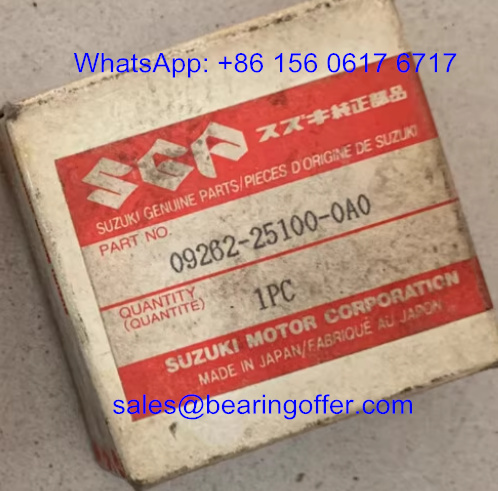 WhatsApp: +86 156 0617 6717
SGP スズキ純正部品
SUZUKI GENUINE PARTS/PIECES D'ORIGINE DE SUZUKI
PART NO.
09262-25100-0A0
QUANTITY
(QUANTITE)
1PC
SUZUKI MOTOR CORPORATION
MADE IN JAPAN/FABRIQUE AU JAPON
sales@bearingoffer.com